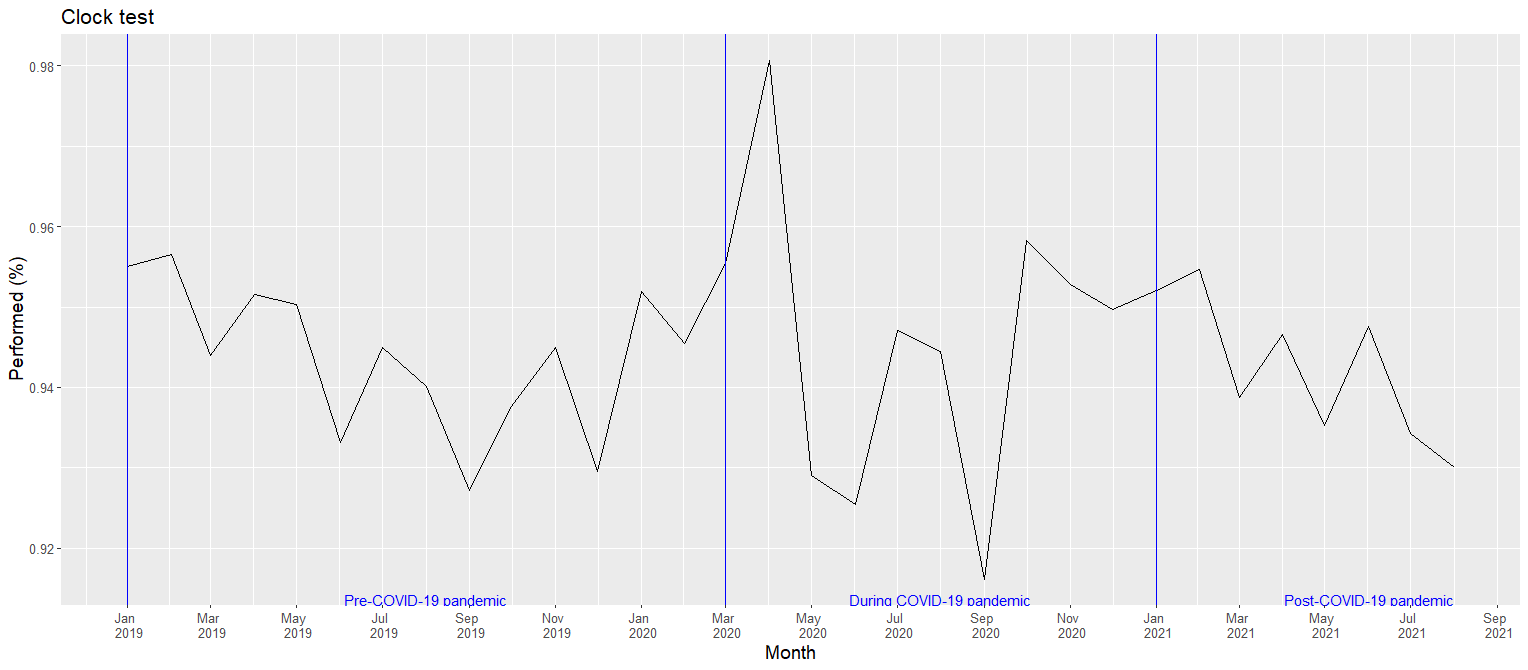 Clock test
0.98
0.96
0.94
0.92
Performed (%)
Pre-COVID-19 pandemic
During COVID-19 pandemic
Post-COVID-19 pandemic
Jan 2019
Mar 2019
May 2019
Jul 2019
Sep 2019
Nov 2019
Jan 2020
Mar 2020
May 2020
Jul 2020
Sep 2020
Nov 2020
Jan 2021
Mar 2021
May 2021
Jul 2021
Sep 2021
Month